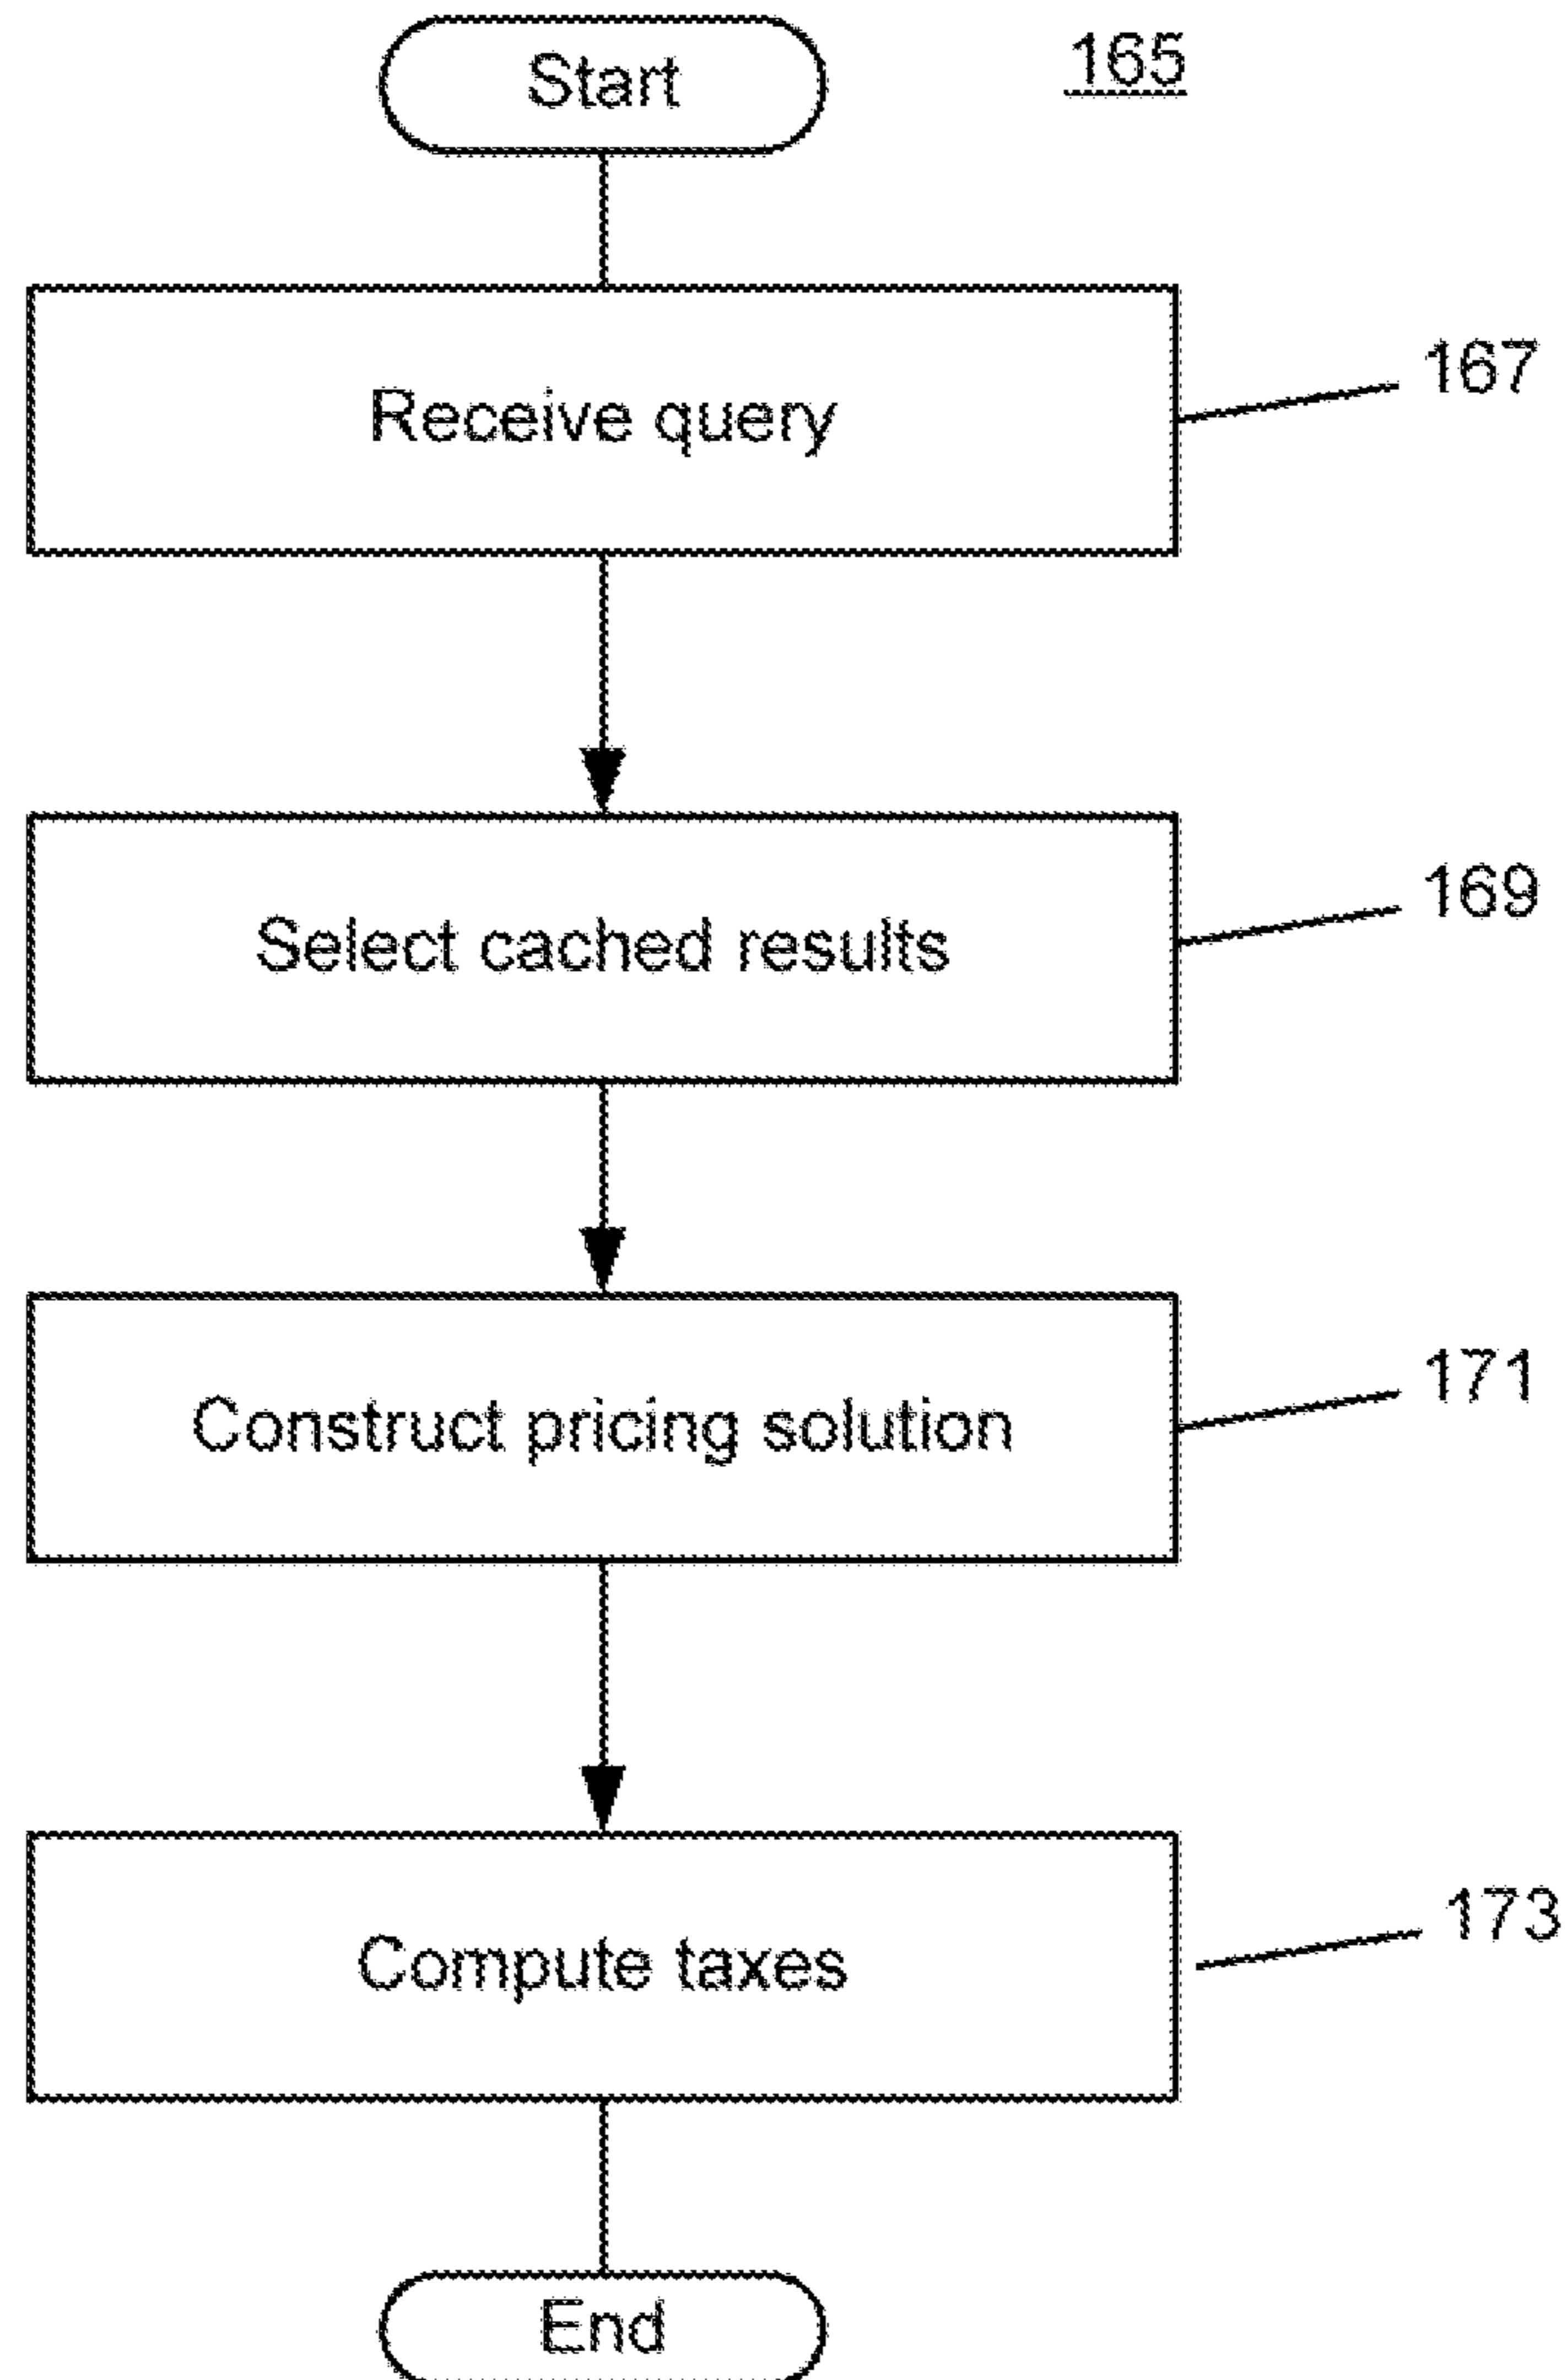 Start
165
Receive query
167
Select cached results
169
Construct pricing solution
171
Compute taxes
173
End